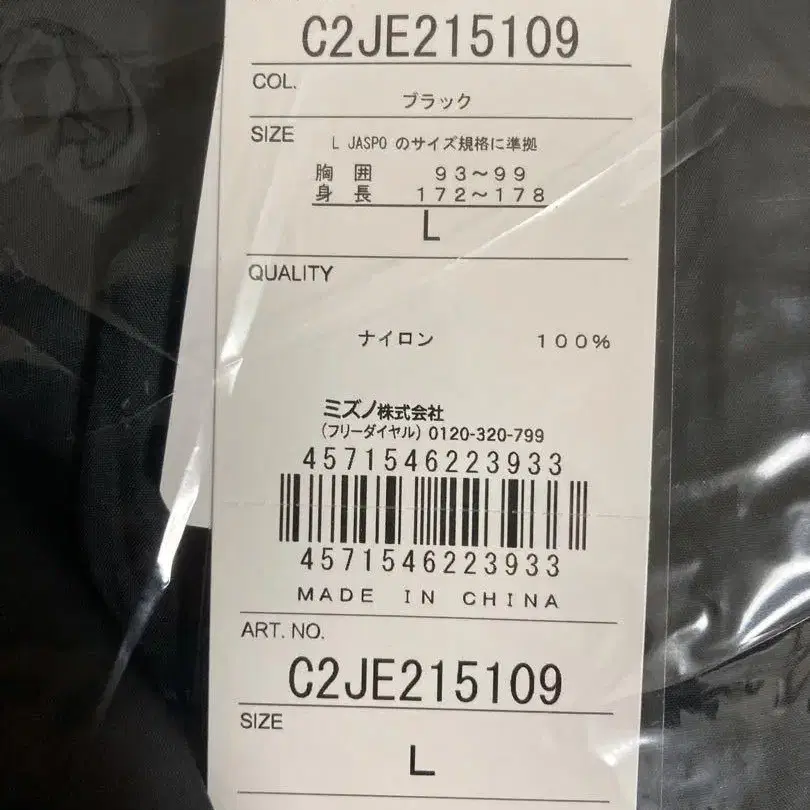 C2JE215109
COL.
ブラック
SIZE
L JASPO のサイズ規格に準拠
胸 囲 93~99
身 長 172~178
L
QUALITY
ナイロン 100%
ミズノ株式会社
(フリーダイヤル) 0120-320-799
4571546223933
4571546223933
MADE IN CHINA
ART. NO.
C2JE215109
SIZE
L